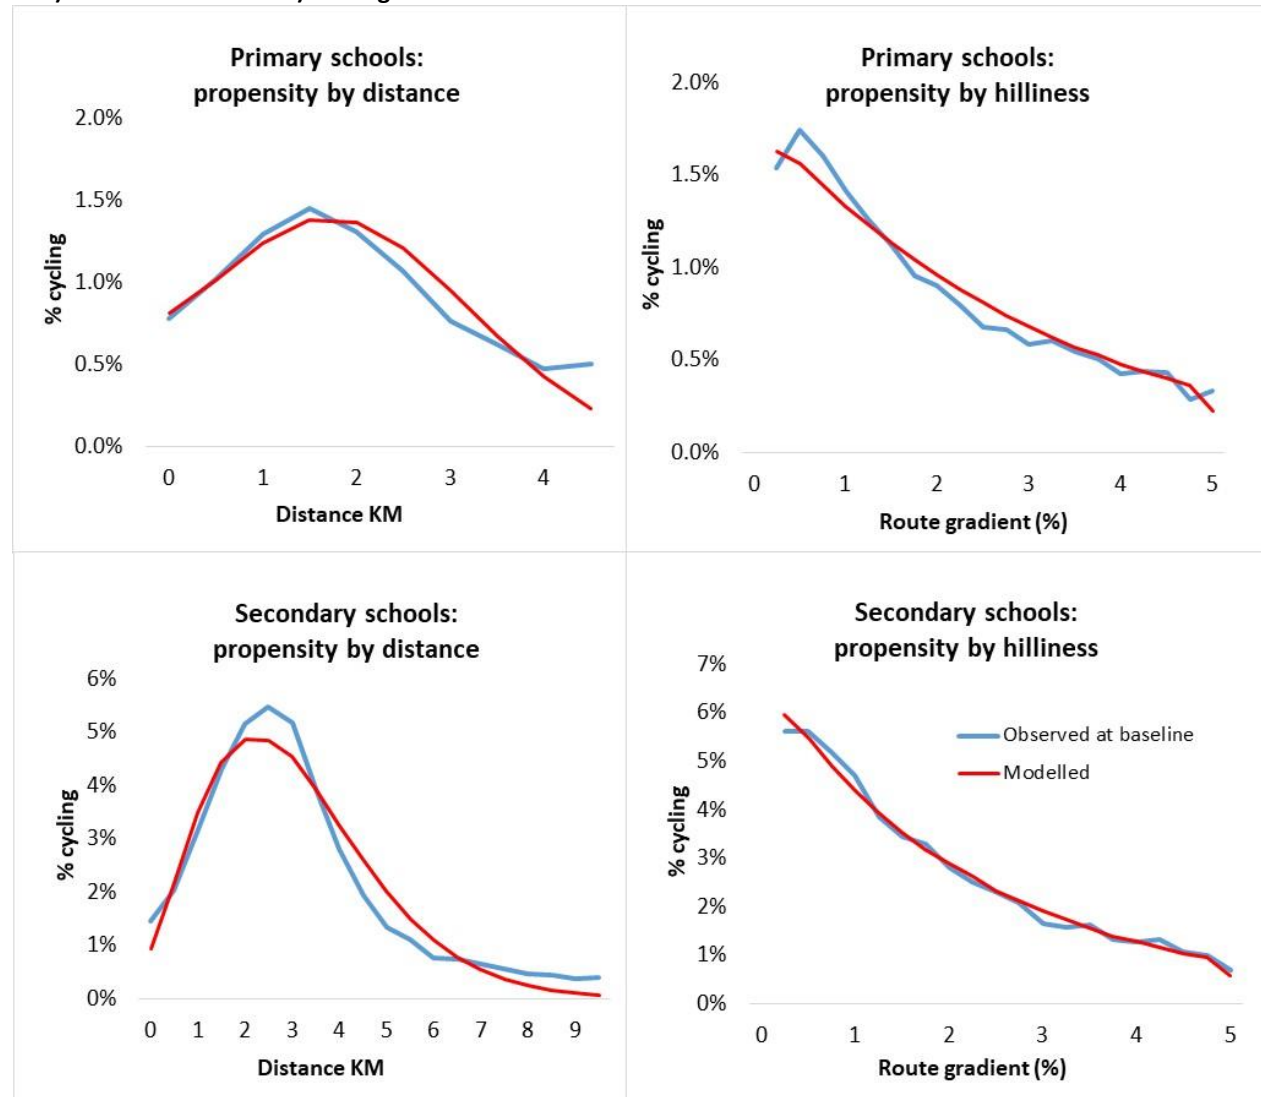 Primary schools:
propensity by distance
2.0%
1.5%
1.0%
0.5%
0.0%
% cycling
0 1 2 3 4
Distance KM
Primary schools:
propensity by hilliness
2.0%
1.5%
1.0%
0.5%
0.0%
% cycling
0 1 2 3 4 5
Route gradient (%)
Secondary schools:
propensity by distance
6%
5%
4%
3%
2%
1%
0%
% cycling
0 1 2 3 4 5 6 7 8 9
Distance KM
Secondary schools:
propensity by hilliness
7%
6%
5%
4%
3%
2%
1%
0%
% cycling
Observed at baseline
Modelled
0 1 2 3 4 5
Route gradient (%)